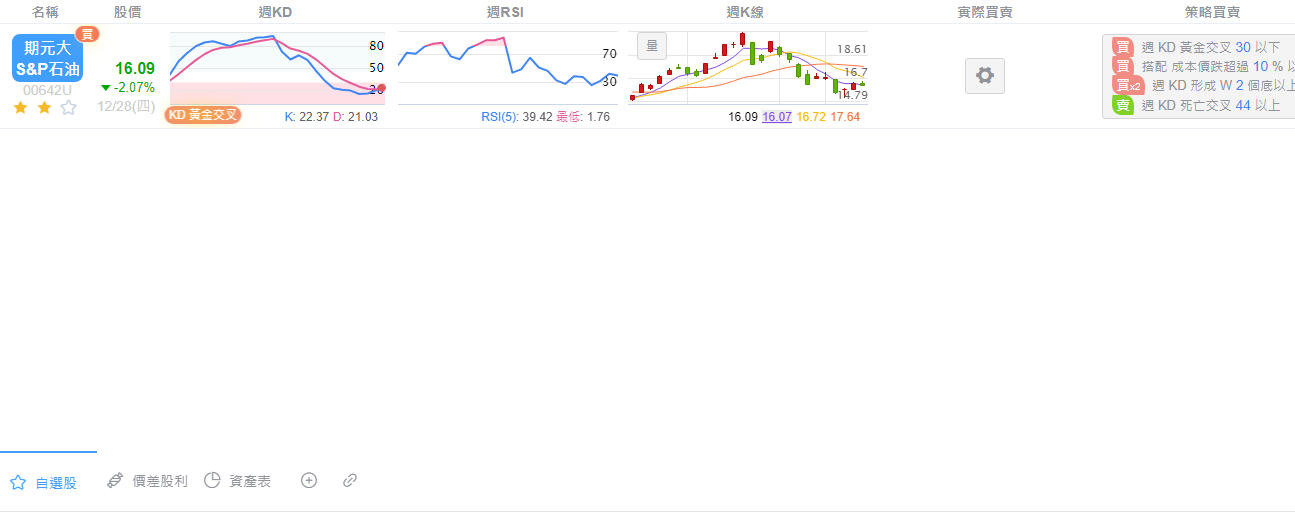 名稱 股價 週KD 週RSI 週K線 實際買賣 策略買賣
買
期元大
S&P石油
00642U
16.09
-2.07%
12/28(四)
80
50
20
KD 黃金交叉
K: 22.37 D: 21.03
70
30
RSI(5): 39.42 最低: 1.76
量
18.61
16.7
14.79
16.09 16.07 16.72 17.64
買 週 KD 黃金交叉 30 以下
買 搭配 成本價跌超過 10 % 以
買x2 週 KD 形成 W 2 個底以上
賣 週 KD 死亡交叉 44 以上
自選股 價差股利 資產表